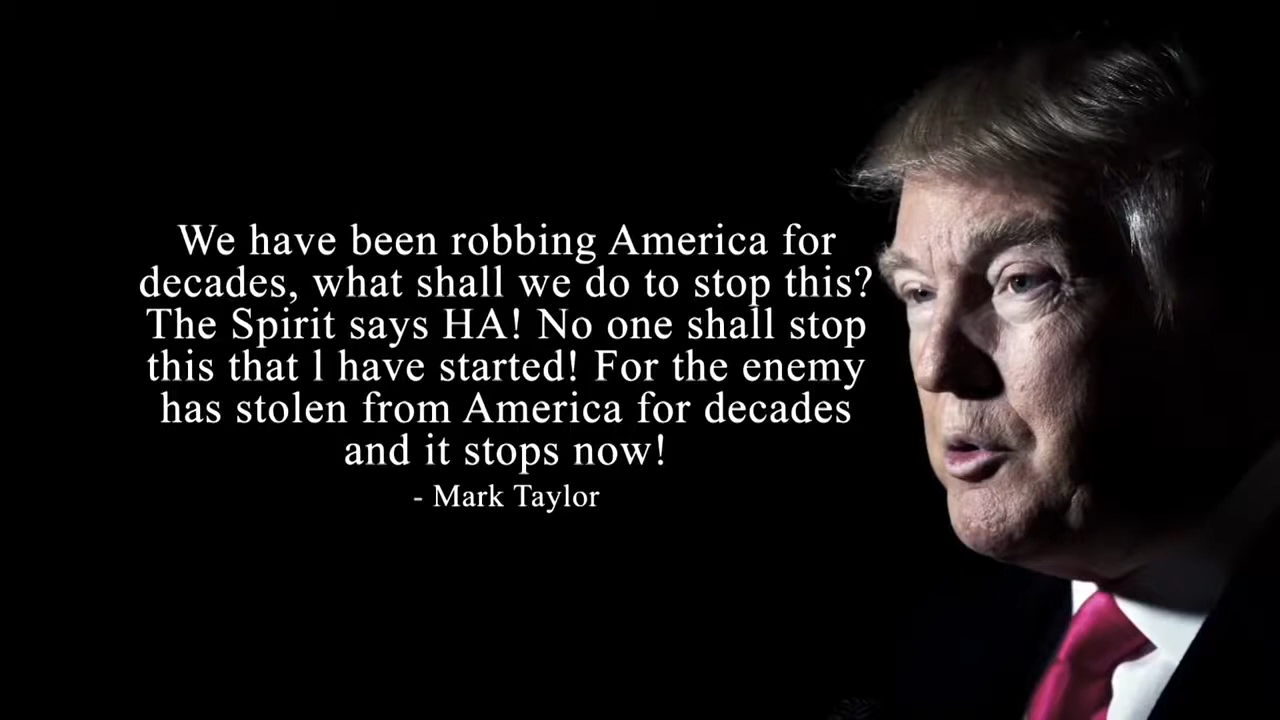 We have been robbing America for
decades, what shall we do to stop this?
The Spirit says HA! No one shall stop
this that l have started! For the enemy
has stolen from America for decades
and it stops now!
- Mark Taylor